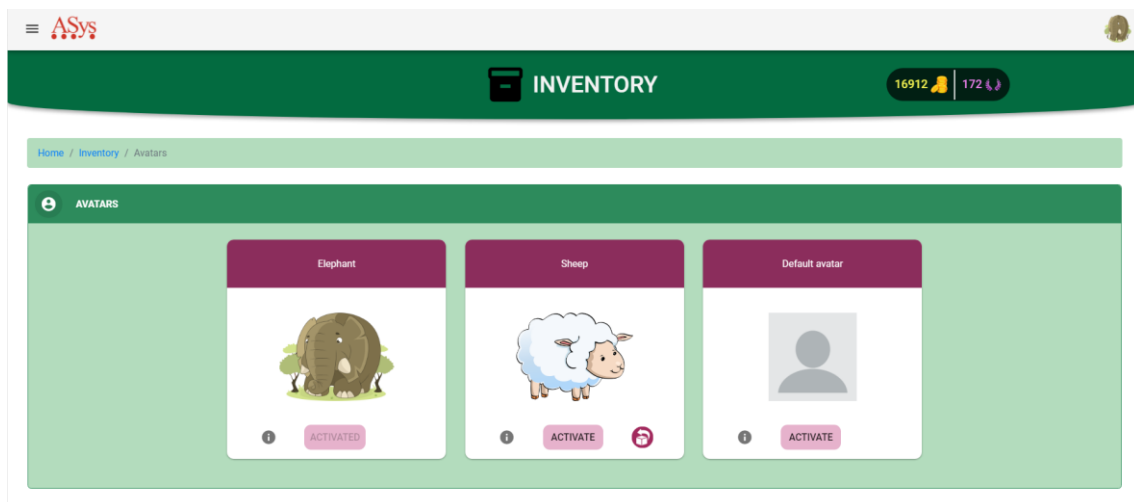 ASys
INVENTORY
16912 172
Home / Inventory / Avatars
AVATARS
Elephant Sheep Default avatar
ACTIVATED ACTIVATE ACTIVATE